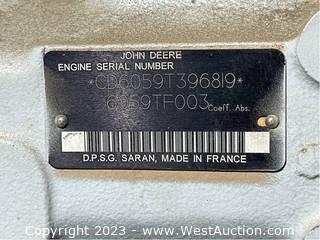 JOHN DEERE
ENGINE SERIAL NUMBER
*CD6059T396819*
6059TF003
Coeff. Abs.
D.P.S.G. SARAN, MADE IN FRANCE
Copyright 2023 - www.WestAuction.com